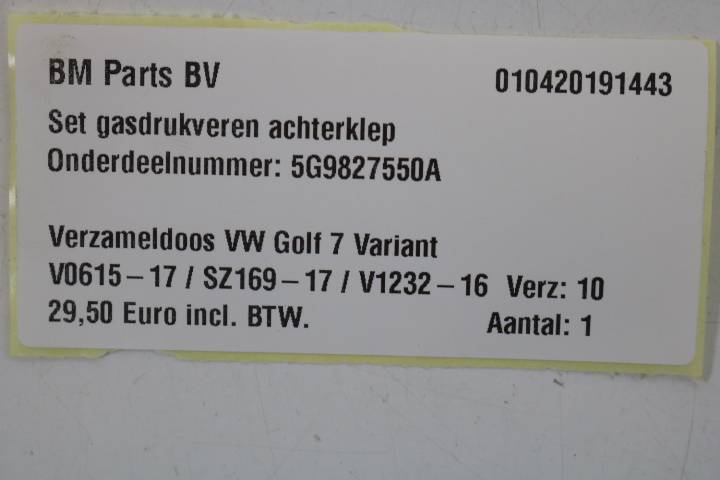 BM Parts BV 010420191443
Set gasdrukveren achterklep
Onderdeelnummer: 5G9827550A
Verzameldoos VW Golf 7 Variant
V0615-17 / SZ169-17 / V1232-16 Verz: 10
29,50 Euro incl. BTW. Aantal: 1